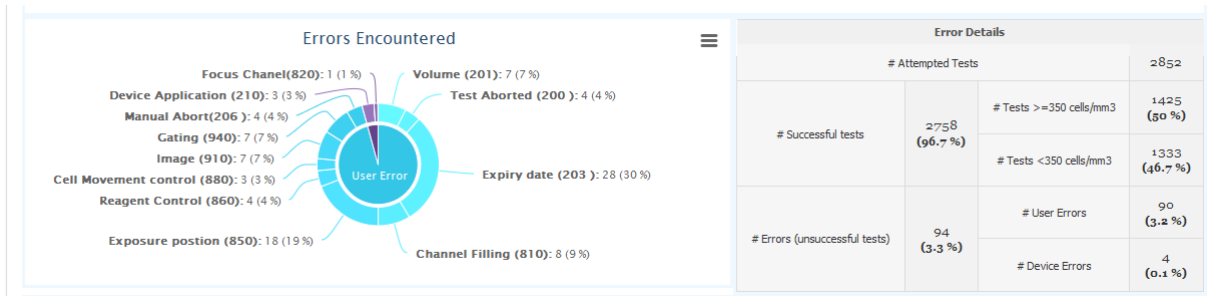 Errors Encountered
Focus Chanel(820): 1 (1 %)
Volume (201): 7 (7 %)
Device Application (210): 3 (3 %)
Test Aborted (200 ): 4 (4 %)
Manual Abort(206 ): 4 (4 %)
Gating (940): 7 (7 %)
Image (910): 7 (7 %)
Cell Movement control (880): 3 (3 %)
User Error
Expiry date (203 ): 28 (30 %)
Reagent Control (860): 4 (4 %)
Exposure postion (850): 18 (19 %)
Channel Filling (810): 8 (9 %)
Error Details
# Attempted Tests 2852
# Successful tests
2758
(96.7 %)
# Tests >=350 cells/mm3
1425
(50 %)
# Tests <350 cells/mm3
1333
(46.7 %)
# Errors (unsuccessful tests)
94
(3.3 %)
# User Errors
90
(3.2 %)
# Device Errors
4
(0.1 %)